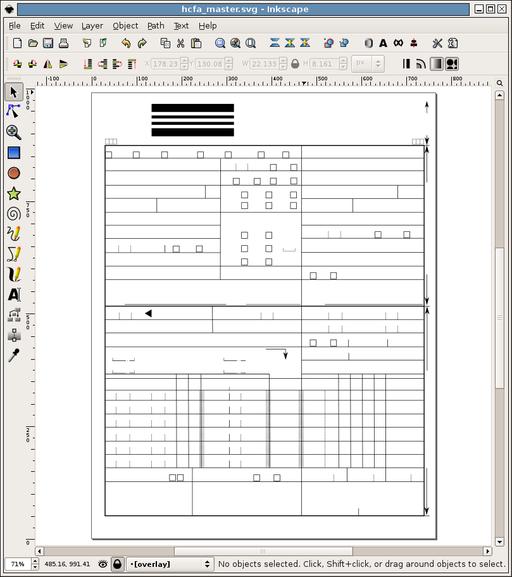 hcfa_master.svg - Inkscape
File Edit View Layer Object Path Text Help
X 178.23 Y 130.08 W 22.133 H 8.161 px
-100 0 100 200 300 400 500 600 700 800
71% 485.16, 991.41 •[overlay) No objects selected. Click, Shift+click, or drag around objects to select.